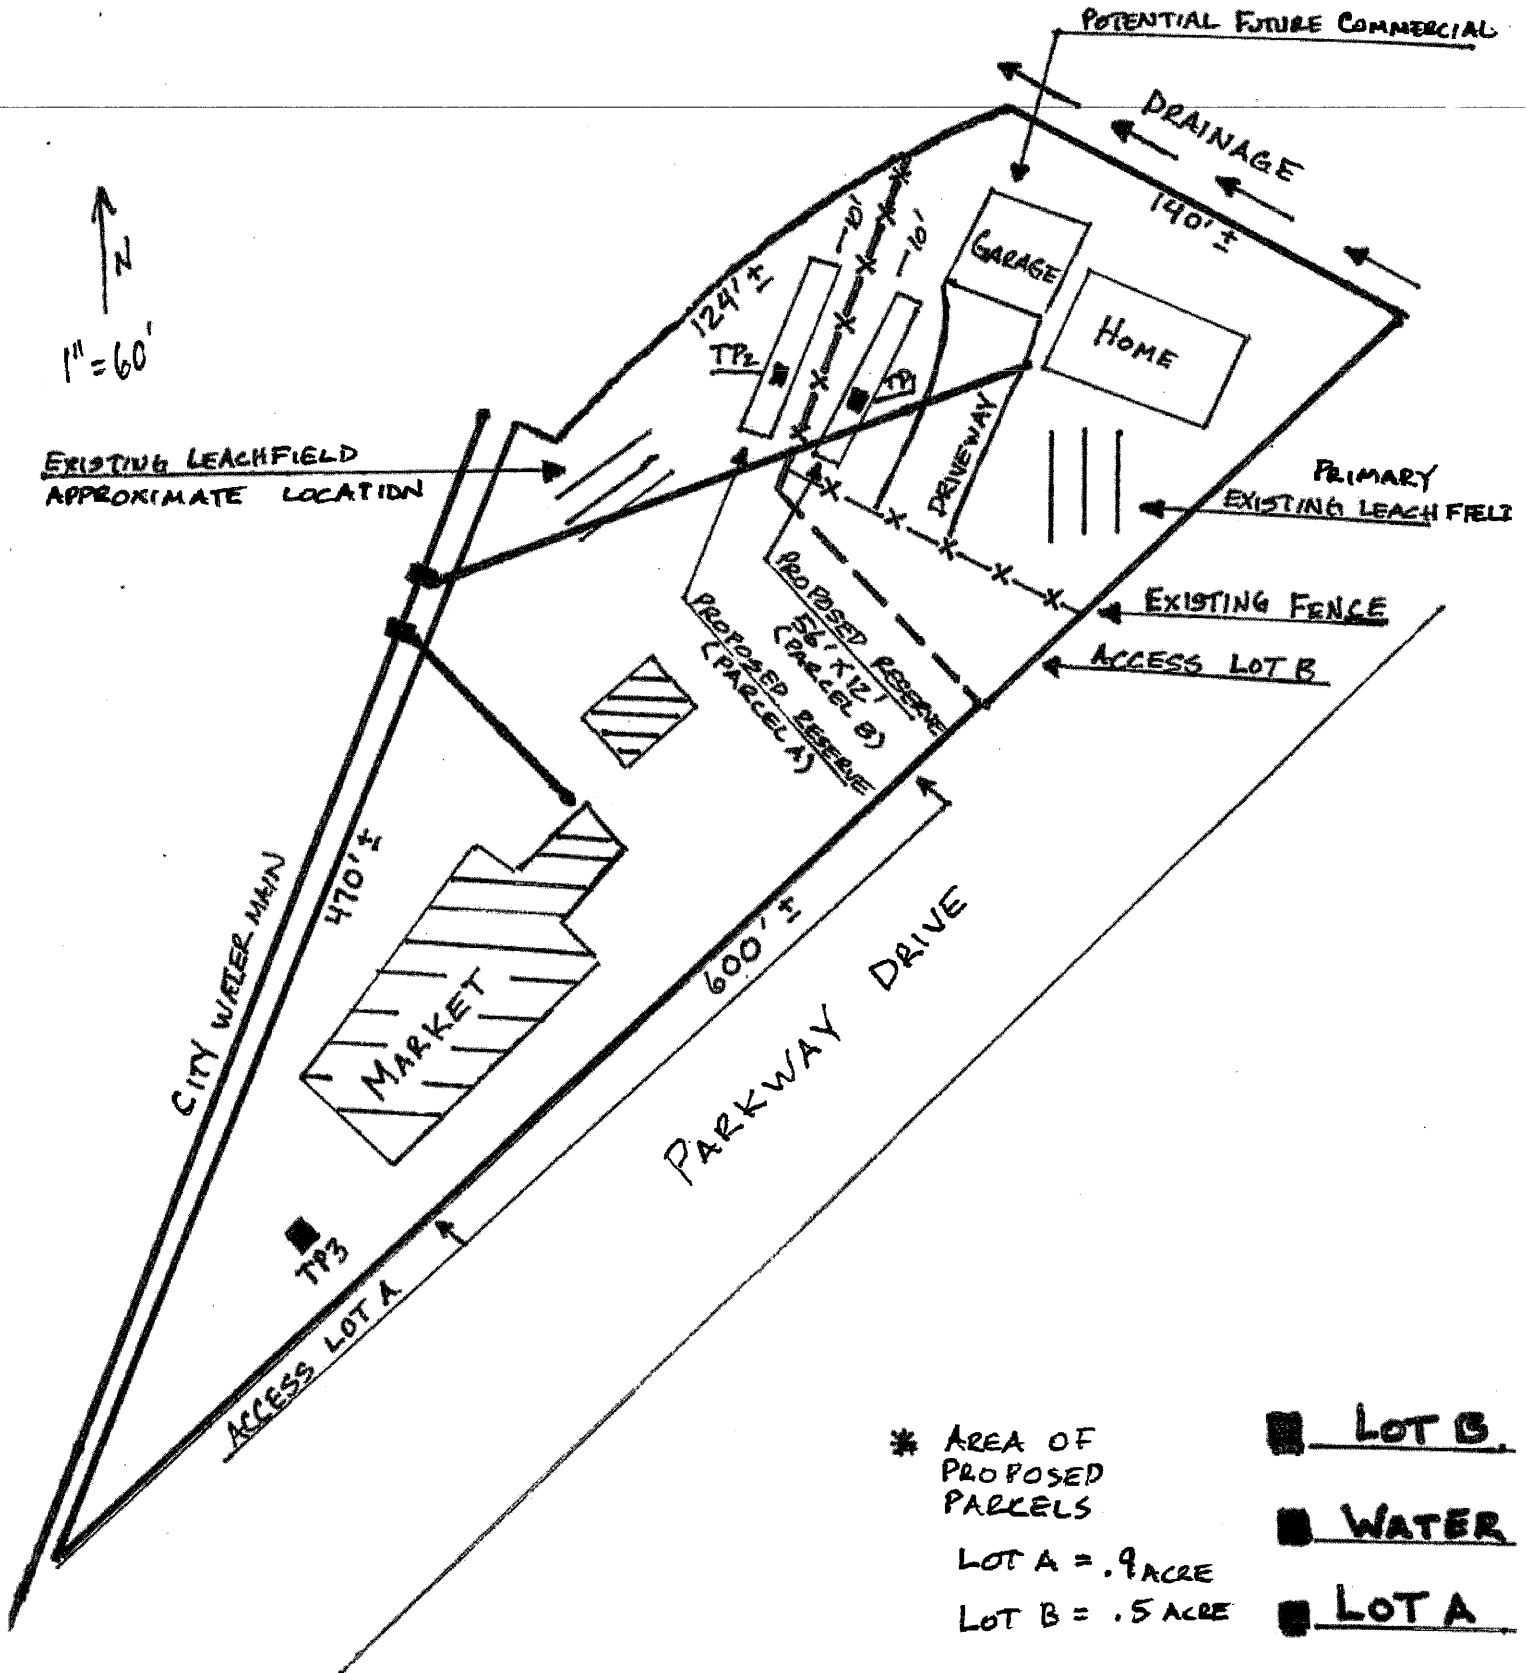 POTENTIAL FUTURE COMMERCIAL
DRAINAGE
140' ±
N
1" = 60'
124' ±
10'
10'
GARAGE
HOME
TP2
TP1
DRIVEWAY
EXISTING LEACHFIELD
APPROXIMATE LOCATION
PRIMARY
EXISTING LEACHFIELD
EXISTING FENCE
ACCESS LOT B
PROPOSED RESERVE
56' X 12'
(PARCEL B)
PROPOSED RESERVE
(PARCEL A)
CITY WATER MAIN
470' ±
MARKET
600' ±
PARKWAY DRIVE
TP3
ACCESS LOT A
* AREA OF
PROPOSED
PARCELS
LOT A = .9 ACRE
LOT B = .5 ACRE
LOT B.
WATER
LOT A